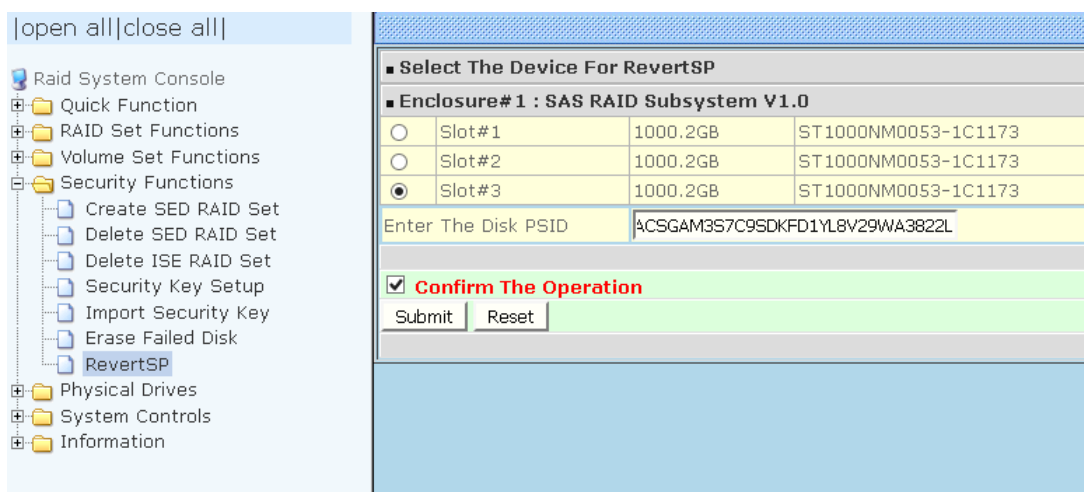 |open all|close all|
Raid System Console
Quick Function
RAID Set Functions
Volume Set Functions
Security Functions
Create SED RAID Set
Delete SED RAID Set
Delete ISE RAID Set
Security Key Setup
Import Security Key
Erase Failed Disk
RevertSP
Physical Drives
System Controls
Information
Select The Device For RevertSP
Enclosure#1 : SAS RAID Subsystem V1.0
Slot#1 1000.2GB ST1000NM0053-1C1173
Slot#2 1000.2GB ST1000NM0053-1C1173
Slot#3 1000.2GB ST1000NM0053-1C1173
Enter The Disk PSID ACSGAM3S7C9SDKFD1YL8V29WA3822L
Confirm The Operation
Submit Reset